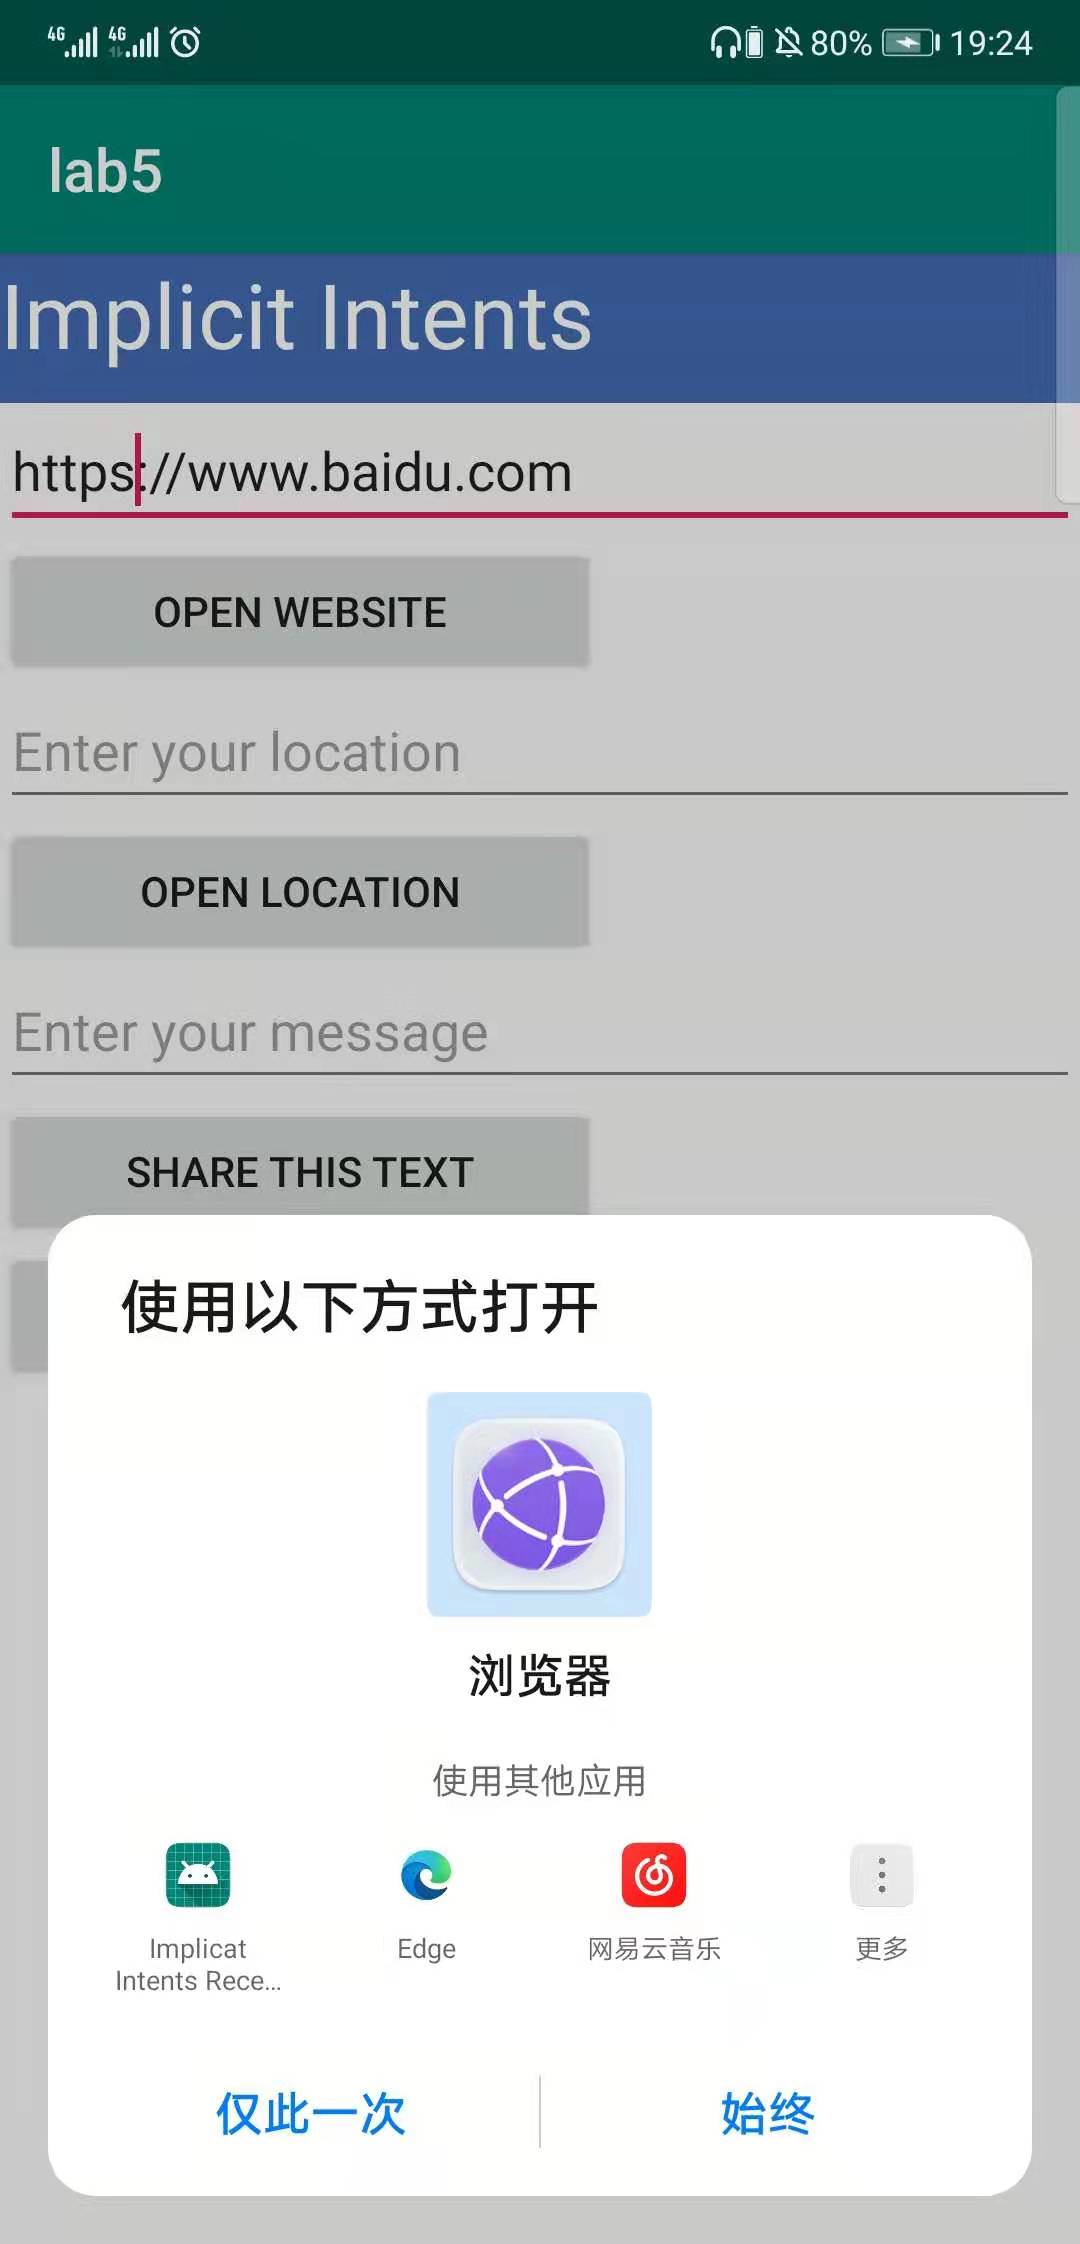 4G 4G 80% 19:24
lab5
Implicit Intents
https://www.baidu.com
OPEN WEBSITE
Enter your location
OPEN LOCATION
Enter your message
SHARE THIS TEXT
使用以下方式打开
浏览器
使用其他应用
Implicat
Intents Rece...
Edge
网易云音乐
更多
仅此一次
始终